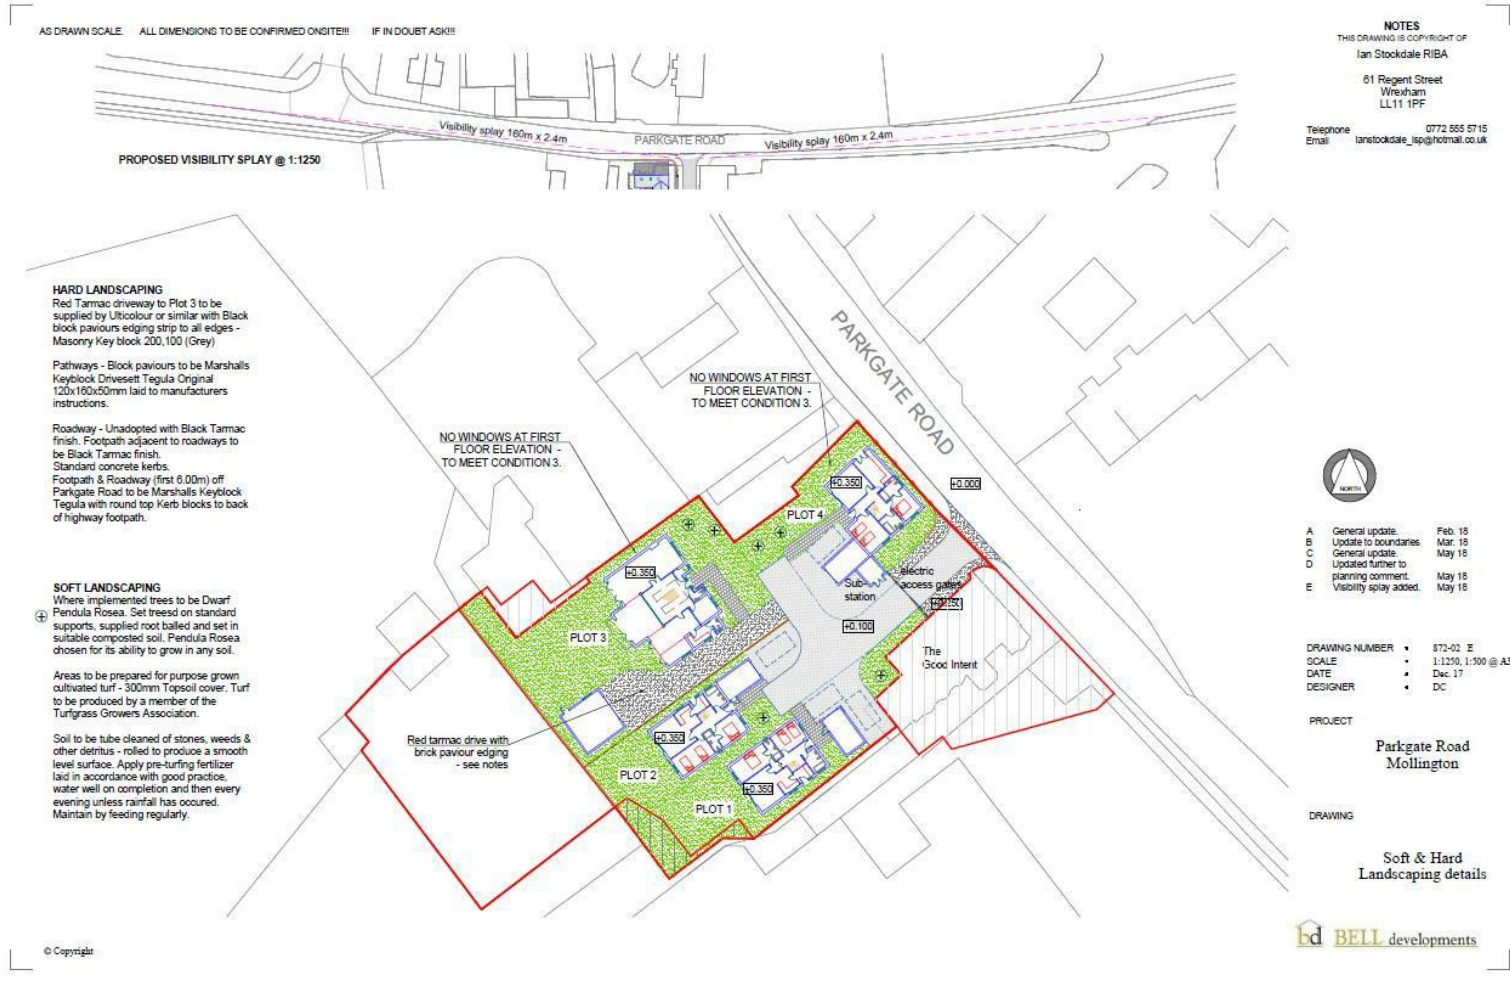 AS DRAWN SCALE. ALL DIMENSIONS TO BE CONFIRMED ONSITE!!! IF IN DOUBT ASK!!!
Visibility splay 160m x 2.4m
PARKGATE ROAD
Visibility splay 160m x 2.4m
PROPOSED VISIBILITY SPLAY @ 1:1250
NOTES
THIS DRAWING IS COPYRIGHT OF
Ian Stockdale RIBA
61 Regent Street
Wrexham
LL11 1PF
Telephone 0772 555 5715
Email ianstockdale_isp@hotmail.co.uk
HARD LANDSCAPING
Red Tarmac driveway to Plot 3 to be
supplied by Ulticolour or similar with Black
block paviours edging strip to all edges -
Masonry Key block 200,100 (Grey)
Pathways - Block paviours to be Marshalls
Keyblock Drivesett Tegula Original
120x160x50mm laid to manufacturers
instructions.
Roadway - Unadopted with Black Tarmac
finish. Footpath adjacent to roadways to
be Black Tarmac finish.
Standard concrete kerbs.
Footpath & Roadway (first 6.00m) off
Parkgate Road to be Marshalls Keyblock
Tegula with round top Kerb blocks to back
of highway footpath.
SOFT LANDSCAPING
Where implemented trees to be Dwarf
Pendula Rosea. Set treesd on standard
supports, supplied root balled and set in
suitable composted soil. Pendula Rosea
chosen for its ability to grow in any soil.
Areas to be prepared for purpose grown
cultivated turf - 300mm Topsoil cover. Turf
to be produced by a member of the
Turfgrass Growers Association.
Soil to be tube cleaned of stones, weeds &
other detritus - rolled to produce a smooth
level surface. Apply pre-turfing fertilizer
laid in accordance with good practice,
water well on completion and then every
evening unless rainfall has occured.
Maintain by feeding regularly.
PARKGATE ROAD
NO WINDOWS AT FIRST
FLOOR ELEVATION -
TO MEET CONDITION 3.
NO WINDOWS AT FIRST
FLOOR ELEVATION -
TO MEET CONDITION 3.
+0.350
+0.000
PLOT 4
+0.350
Sub-
station
electric
access gates
+0.100
PLOT 3
The
Good Intent
Red tarmac drive with
brick paviour edging
- see notes
+0.350
PLOT 2
+0.350
PLOT 1
NORTH
A General update. Feb. 18
B Update to boundaries Mar. 18
C General update. May 18
D Updated further to
planning comment. May 18
E Visibility splay added. May 18
DRAWING NUMBER 872-02 E
SCALE 1:1250, 1:500 @ A3
DATE Dec. 17
DESIGNER DC
PROJECT
Parkgate Road
Mollington
DRAWING
Soft & Hard
Landscaping details
bd BELL developments
© Copyright